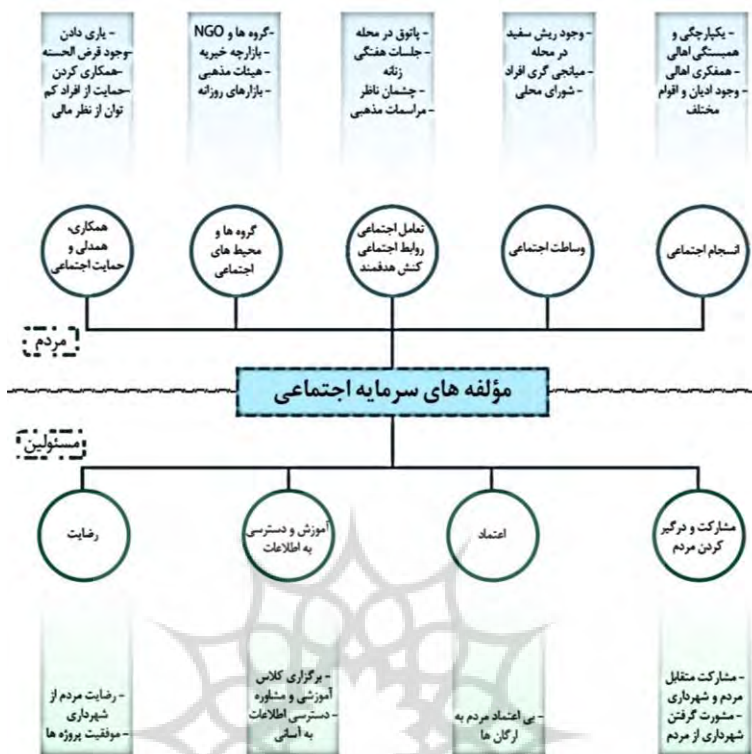 - یکپارچگی و
همبستگی اهالی
- همفکری اهالی
- وجود ادیان و اقوام
مختلف
- وجود ریش سفید
در محله
- میانجی گری افراد
- شورای محلی
- پاتوق در محله
- جلسات هفتگی
زنانه
- چشمان ناظر
- مراسمات مذهبی
- گروه ها و NGO
- بازارچه خیریه
- هیئات مذهبی
- بازارهای روزانه
- یاری دادن
- وجود قرض الحسنه
- همکاری کردن
- حمایت از افراد کم
توان از نظر مالی
انسجام اجتماعی
وساطت اجتماعی
تعامل اجتماعی
روابط اجتماعی
کنش هدفمند
گروه ها و
محیط های
اجتماعی
همکاری،
همدلی و
حمایت اجتماعی
مردم
مؤلفه های سرمایه اجتماعی
مسئولین
مشارکت و درگیر
کردن مردم
اعتماد
آموزش و دسترسی
به اطلاعات
رضایت
- مشارکت متقابل
مردم و شهرداری
- مشورت گرفتن
شهرداری از مردم
- بی اعتماد مردم به
ارگان ها
- برگزاری کلاس
آموزشی و مشاوره
- دسترسی اطلاعات
به آسانی
- رضایت مردم از
شهرداری
- موفقیت پروژه ها